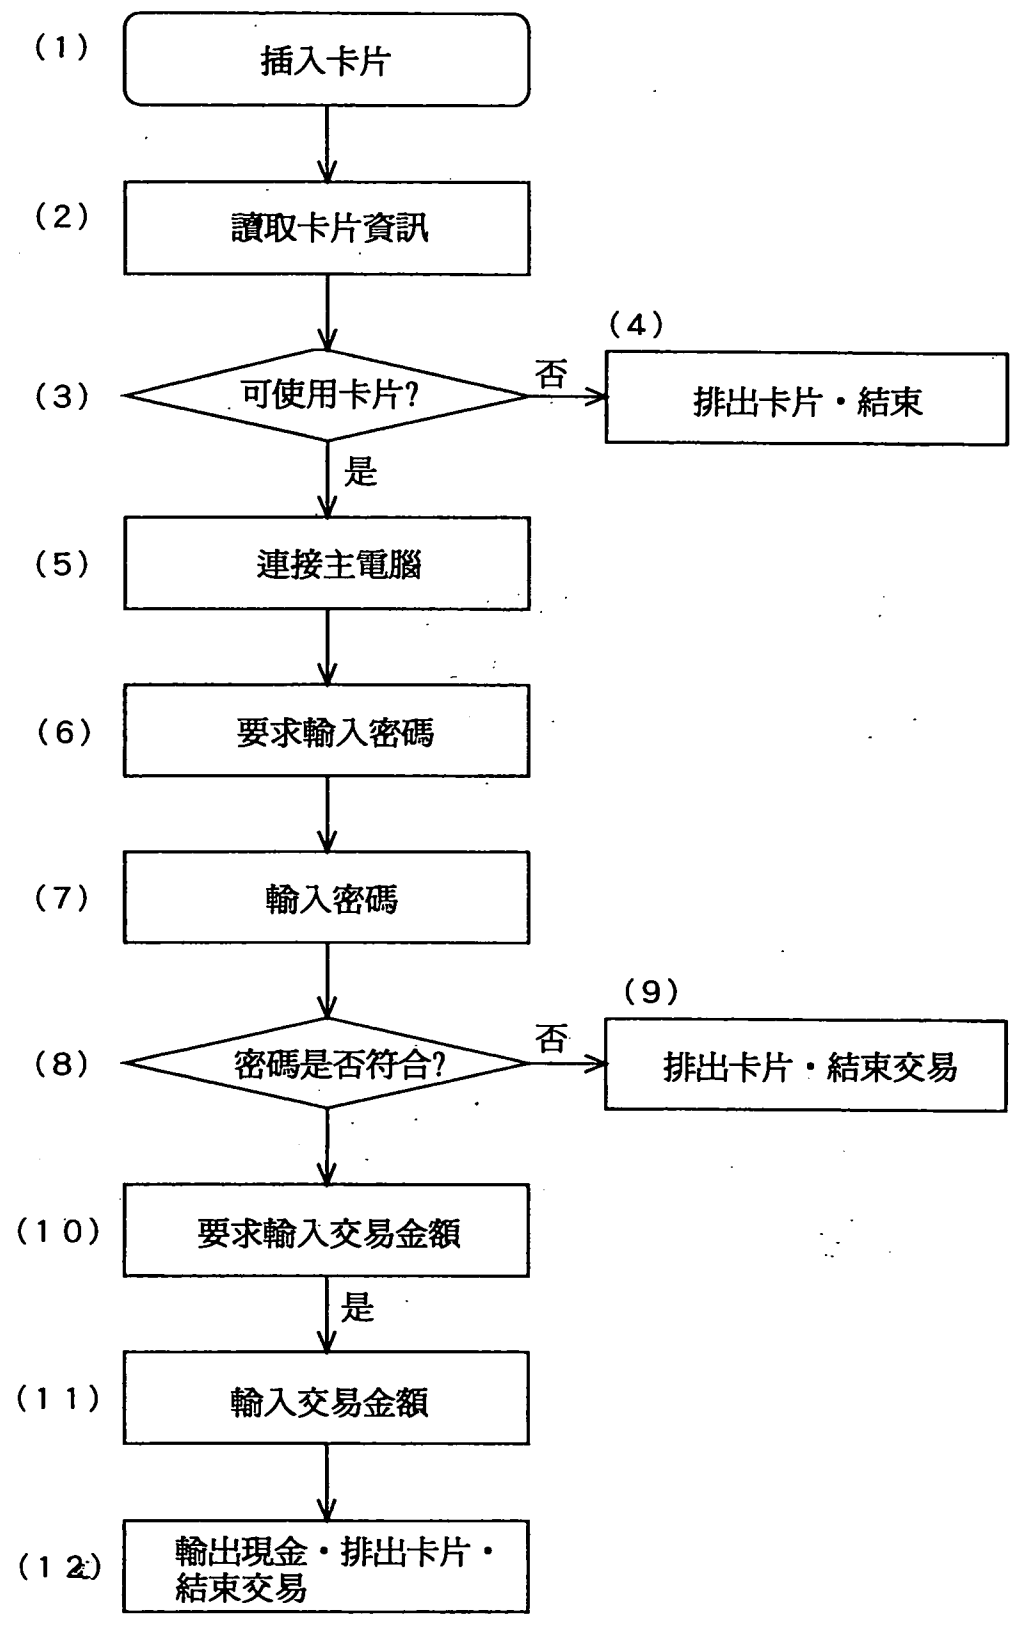 (1)
插入卡片
(2)
讀取卡片資訊
(3)
可使用卡片?
否
(4)
排出卡片・結束
是
(5)
連接主電腦
(6)
要求輸入密碼
(7)
輸入密碼
(8)
密碼是否符合?
否
(9)
排出卡片・結束交易
(10)
要求輸入交易金額
是
(11)
輸入交易金額
(12)
輸出現金・排出卡片・
結束交易